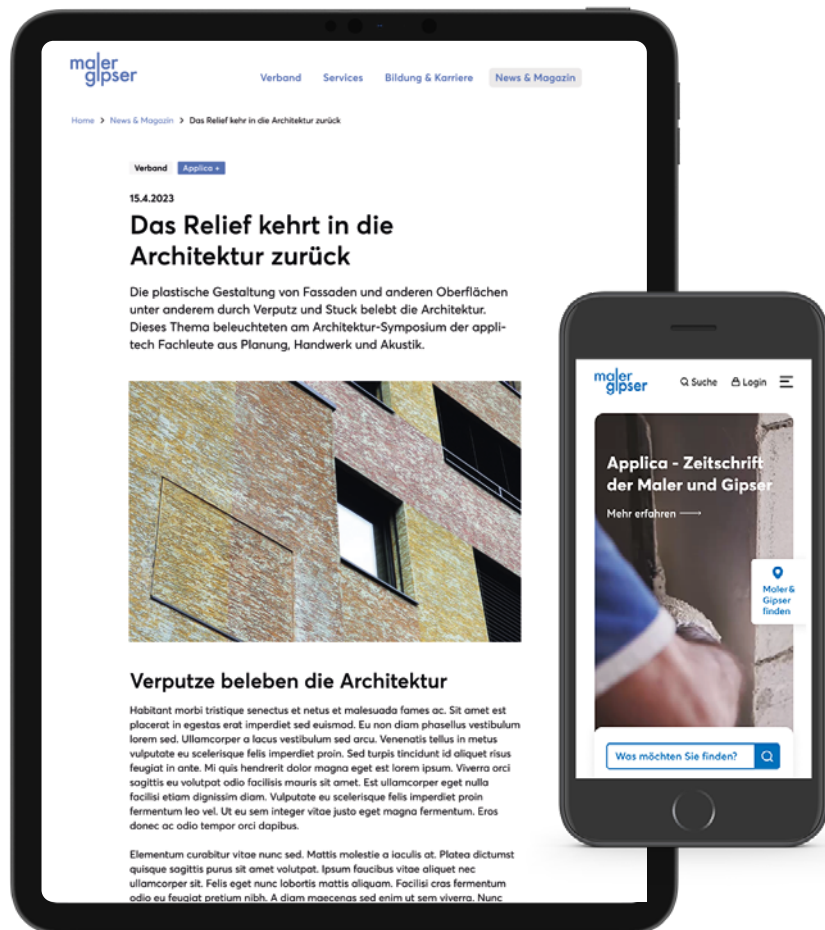 maler
gipser
Verband Services Bildung & Karriere News & Magazin
Home > News & Magazin > Das Relief kehr in die Architektur zurück
Verband Applica +
15.4.2023
Das Relief kehrt in die
Architektur zurück
Die plastische Gestaltung von Fassaden und anderen Oberflächen
unter anderem durch Verputz und Stuck belebt die Architektur.
Dieses Thema beleuchteten am Architektur-Symposium der appli-
tech Fachleute aus Planung, Handwerk und Akustik.
Verputze beleben die Architektur
Habitant morbi tristique senectus et netus et malesuada fames ac. Sit amet est
placerat in egestas erat imperdiet sed euismod. Eu non diam phasellus vestibulum
lorem sed. Ullamcorper a lacus vestibulum sed arcu. Venenatis tellus in metus
vulputate eu scelerisque felis imperdiet proin. Sed turpis tincidunt id aliquet risus
feugiat in ante. Mi quis hendrerit dolor magna eget est lorem ipsum. Viverra orci
sagittis eu volutpat odio facilisis mauris sit amet. Est ullamcorper eget nulla
facilisi etiam dignissim diam. Vulputate eu scelerisque felis imperdiet proin
fermentum leo vel. Ut eu sem integer vitae justo eget magna fermentum. Eros
donec ac odio tempor orci dapibus.
Elementum curabitur vitae nunc sed. Mattis molestie a iaculis at. Platea dictumst
quisque sagittis purus sit amet volutpat. Ipsum faucibus vitae aliquet nec
ullamcorper sit. Felis eget nunc lobortis mattis aliquam. Facilisi cras fermentum
odio eu feugiat pretium nibh. A diam maecenas sed enim ut sem viverra. Nunc
maler
gipser
Suche Login
Applica - Zeitschrift
der Maler und Gipser
Mehr erfahren
Maler &
Gipser
finden
Was möchten Sie finden?